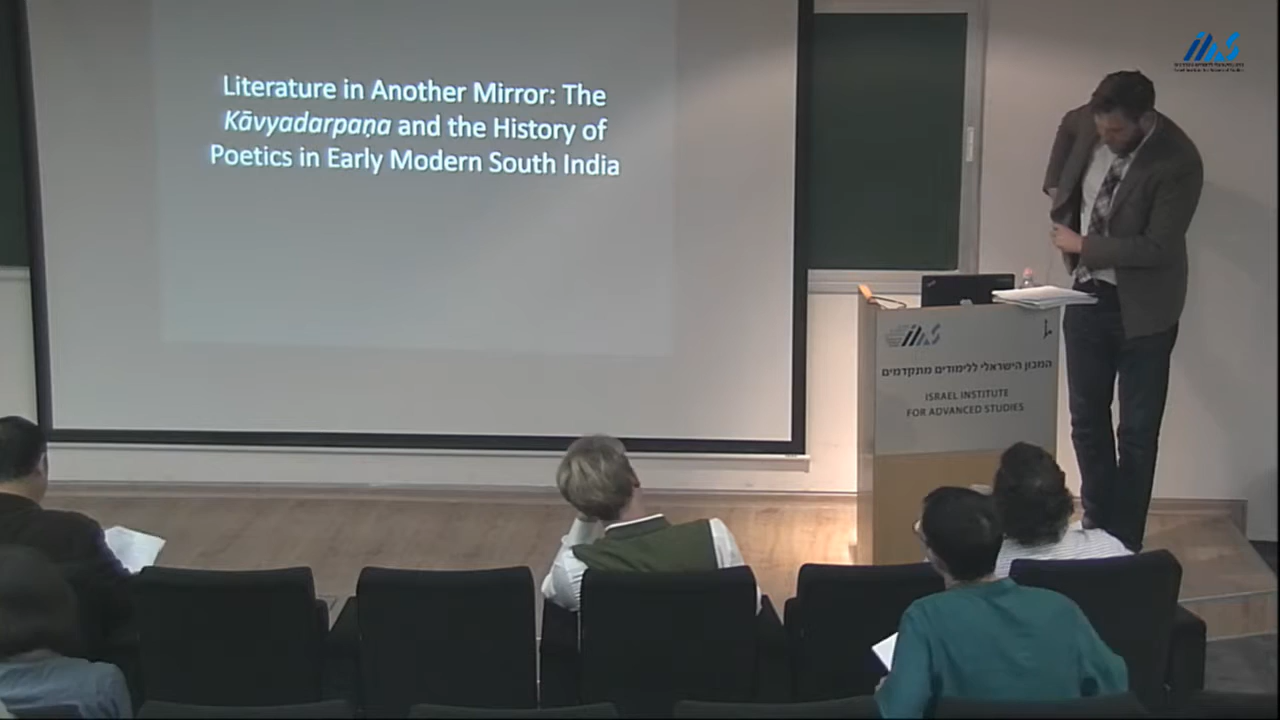 Literature in Another Mirror: The
Kāvyadarpaṇa and the History of
Poetics in Early Modern South India
המכון הישראלי ללימודים מתקדמים
ISRAEL INSTITUTE
FOR ADVANCED STUDIES